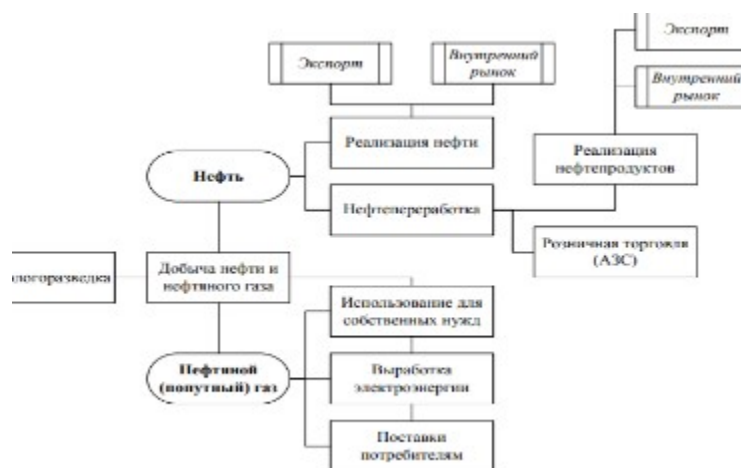 Экспорт
Внутренний
рынок
Экспорт
Внутренний
рынок
Реализация нефти
Реализация
нефтепродуктов
Нефть
Нефтепереработка
Розничная торговля
(АЗС)
логоразведка
Добыча нефти и
нефтяного газа
Использование для
собственных нужд
Нефтяной
(попутный) газ
Выработка
электроэнергии
Поставки
потребителям